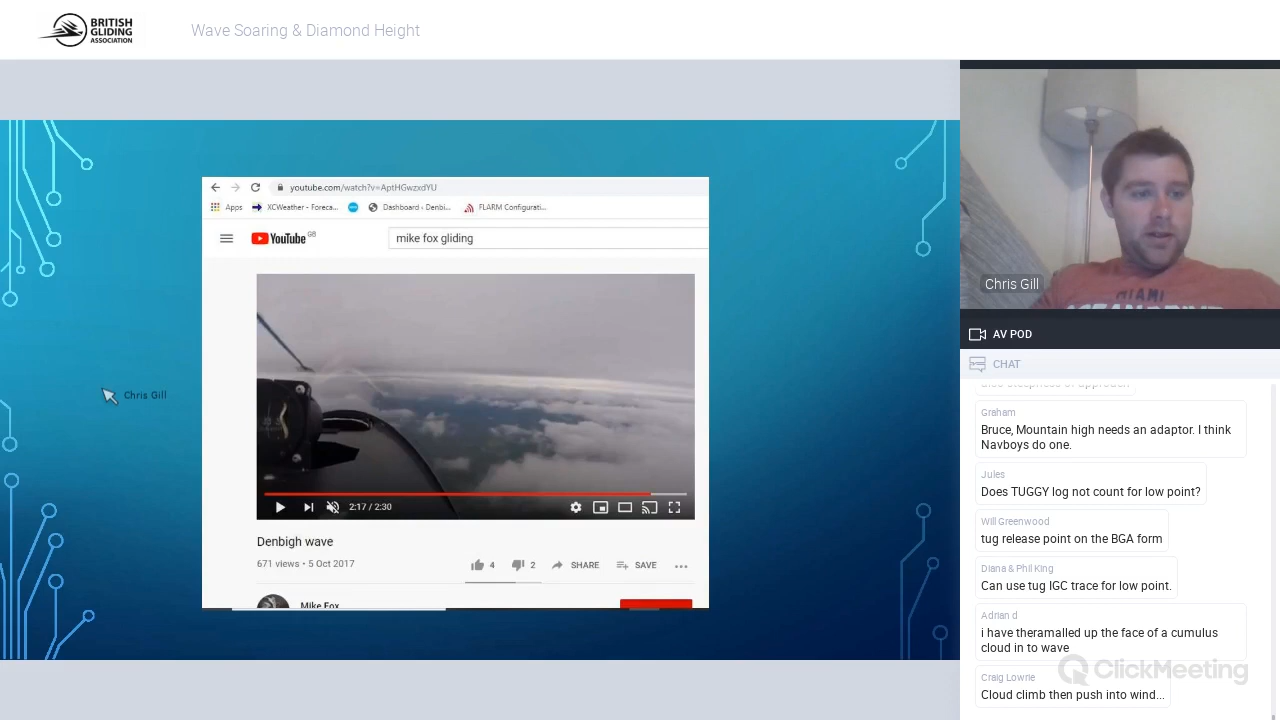 BRITISH
GLIDING
ASSOCIATION
Wave Soaring & Diamond Height
youtube.com/watch?v=AptHGwzxdYU
Apps
XCWeather - Foreca...
Dashboard ‹ Denbi...
FLARM Configurati...
YouTube GB
mike fox gliding
2:17 / 2:30
Denbigh wave
671 views • 5 Oct 2017
4
2
SHARE
SAVE
Mike Fox
Chris Gill
Chris Gill
MIAMI
AV POD
CHAT
Graham
Bruce, Mountain high needs an adaptor. I think
Navboys do one.
Jules
Does TUGGY log not count for low point?
Will Greenwood
tug release point on the BGA form
Diana & Phil King
Can use tug IGC trace for low point.
Adrian d
i have theramalled up the face of a cumulus
cloud in to wave
Craig Lowrie
Cloud climb then push into wind...
ClickMeeting